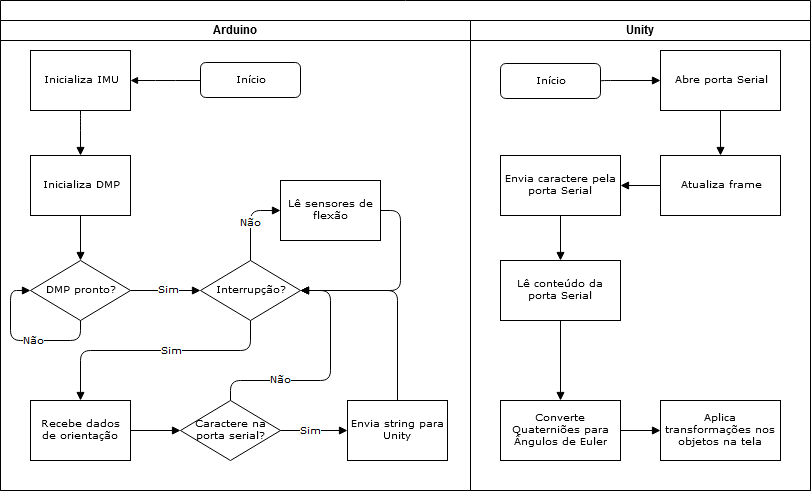 Arduino
Unity
Inicializa IMU
Início
Inicializa DMP
Lê sensores de
flexão
Não
DMP pronto?
Sim
Interrupção?
Não
Sim
Não
Recebe dados
de orientação
Caractere na
porta serial?
Sim
Envia string para
Unity
Início
Abre porta Serial
Envia caractere pela
porta Serial
Atualiza frame
Lê conteúdo da
porta Serial
Converte
Quaterniões para
Ângulos de Euler
Aplica
transformações nos
objetos na tela